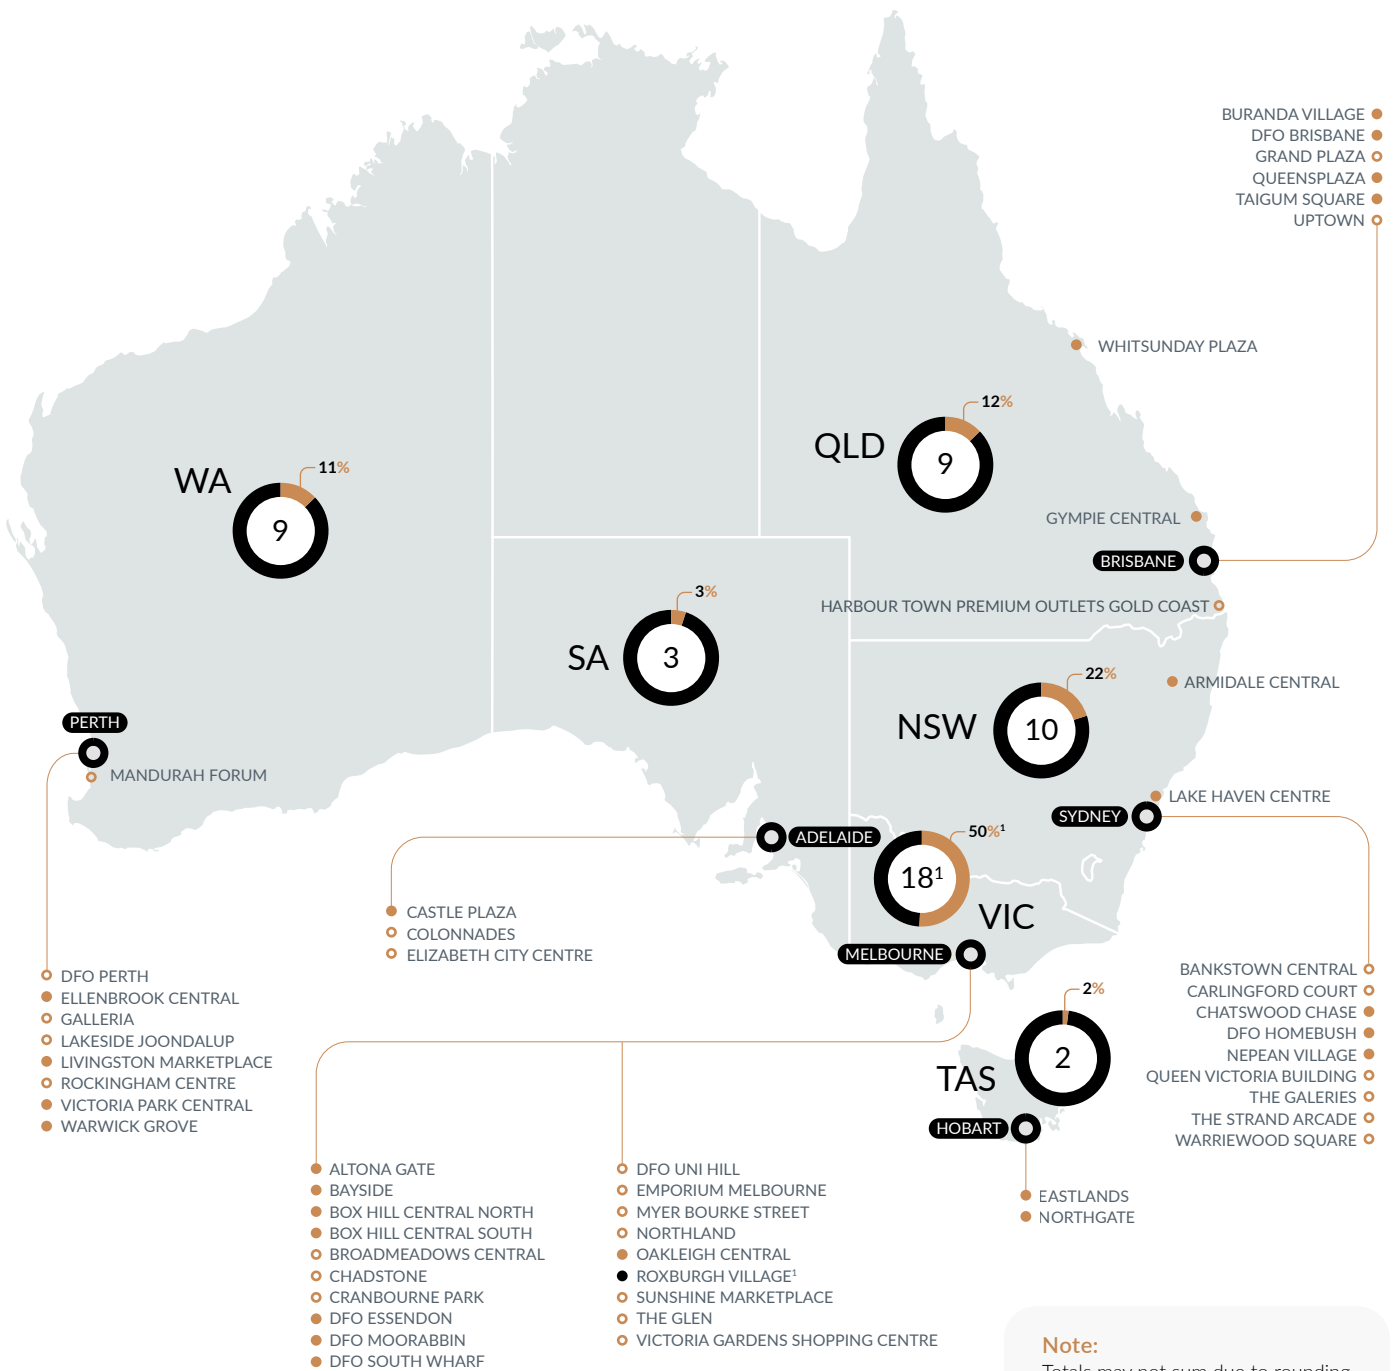 BURANDA VILLAGE
DFO BRISBANE
GRAND PLAZA
QUEENSPLAZA
TAIGUM SQUARE
UPTOWN
WHITSUNDAY PLAZA
12%
QLD
9
11%
WA
9
GYMPIE CENTRAL
BRISBANE
3%
SA
3
HARBOUR TOWN PREMIUM OUTLETS GOLD COAST
22%
NSW
10
ARMIDALE CENTRAL
PERTH
MANDURAH FORUM
LAKE HAVEN CENTRE
SYDNEY
ADELAIDE
50%¹
18¹
VIC
MELBOURNE
CASTLE PLAZA
COLONNADES
ELIZABETH CITY CENTRE
DFO PERTH
ELLENBROOK CENTRAL
GALLERIA
LAKESIDE JOONDALUP
LIVINGSTON MARKETPLACE
ROCKINGHAM CENTRE
VICTORIA PARK CENTRAL
WARWICK GROVE
BANKSTOWN CENTRAL
CARLINGFORD COURT
CHATSWOOD CHASE
DFO HOMEBUSH
NEPEAN VILLAGE
QUEEN VICTORIA BUILDING
THE GALERIES
THE STRAND ARCADE
WARRIEWOOD SQUARE
2%
TAS
2
HOBART
EASTLANDS
NORTHGATE
ALTONA GATE
BAYSIDE
BOX HILL CENTRAL NORTH
BOX HILL CENTRAL SOUTH
BROADMEADOWS CENTRAL
CHADSTONE
CRANBOURNE PARK
DFO ESSENDON
DFO MOORABBIN
DFO SOUTH WHARF
DFO UNI HILL
EMPORIUM MELBOURNE
MYER BOURKE STREET
NORTHLAND
OAKLEIGH CENTRAL
ROXBURGH VILLAGE¹
SUNSHINE MARKETPLACE
THE GLEN
VICTORIA GARDENS SHOPPING CENTRE
Note:
Totals may not sum due to rounding